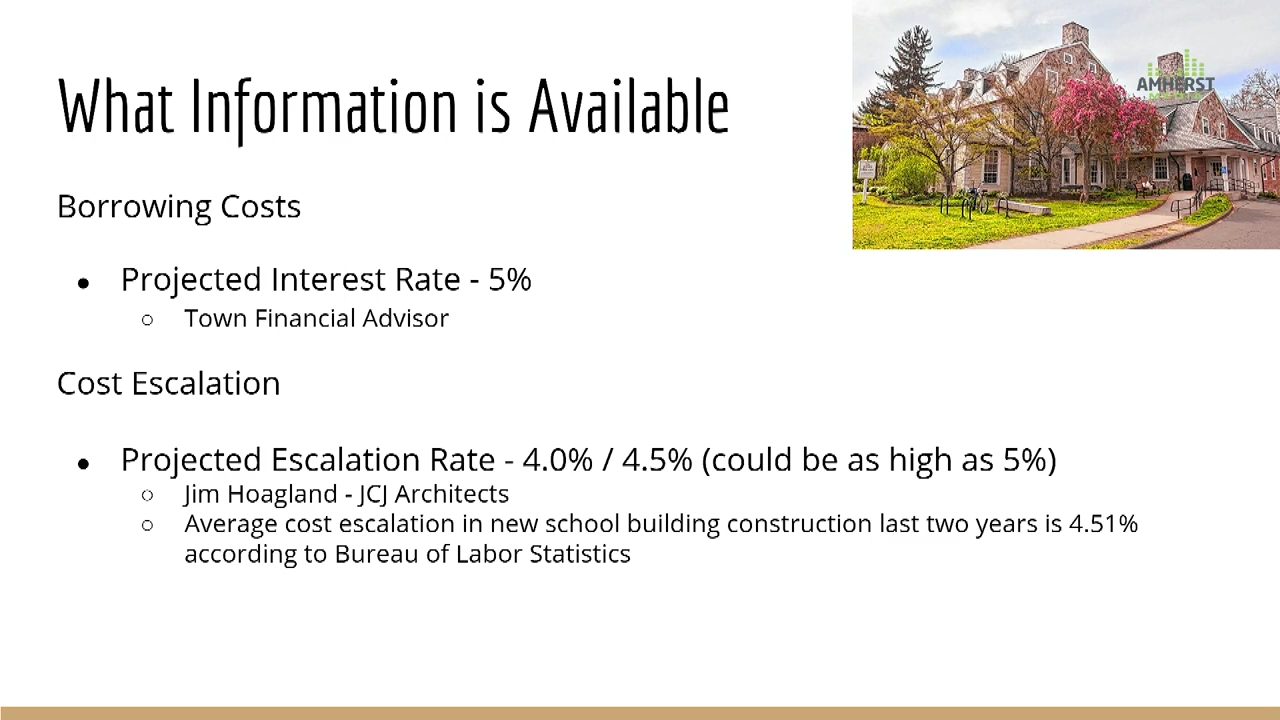 What Information is Available
AMHERST
MEDIA
Borrowing Costs
● Projected Interest Rate - 5%
○ Town Financial Advisor
Cost Escalation
● Projected Escalation Rate - 4.0% / 4.5% (could be as high as 5%)
○ Jim Hoagland - JCJ Architects
○ Average cost escalation in new school building construction last two years is 4.51%
according to Bureau of Labor Statistics